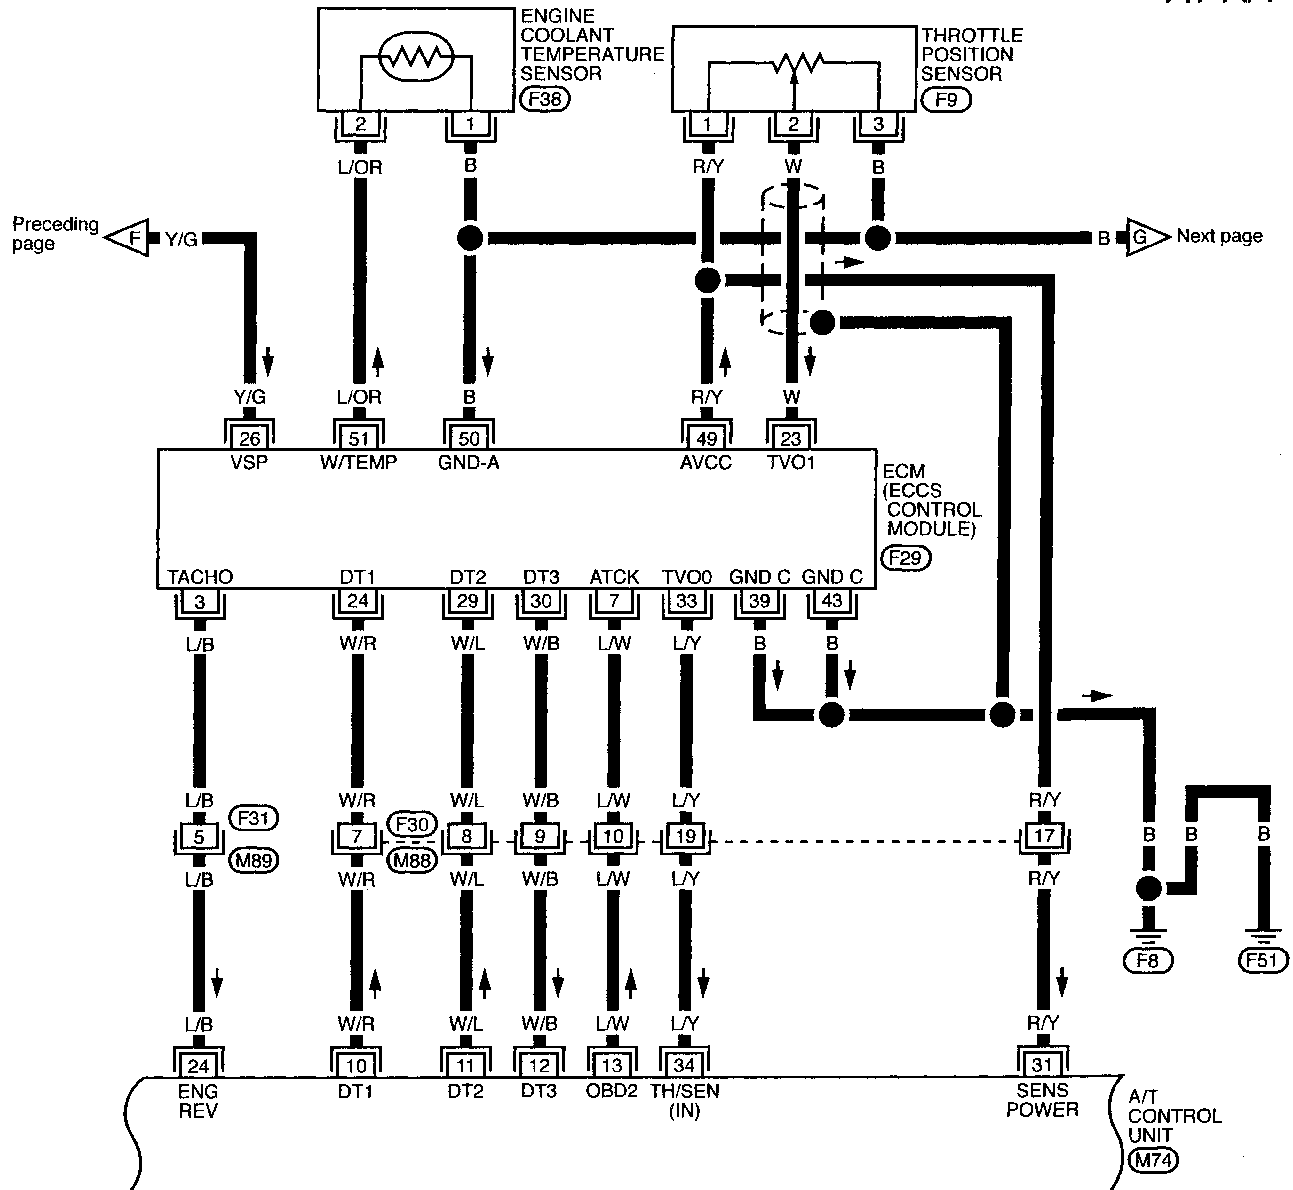 ENGINE
COOLANT
TEMPERATURE
SENSOR
F38
THROTTLE
POSITION
SENSOR
F9
2 1 1 2 3
L/OR B R/Y W B
Preceding
page
F Y/G
B G Next page
Y/G L/OR B R/Y W
26 51 50 49 23
VSP W/TEMP GND-A AVCC TVO1
ECM
(ECCS
CONTROL
MODULE)
F29
TACHO DT1 DT2 DT3 ATCK TVO0 GND C GND C
3 24 29 30 7 33 39 43
L/B W/R W/L W/B L/W L/Y B B
L/B W/R W/L W/B L/W L/Y R/Y
F31 F30
5 7 8 9 10 19 17 B B B
M89 M88
L/B W/R W/L W/B L/W L/Y R/Y
F8 F51
L/B W/R W/L W/B L/W L/Y R/Y
24 10 11 12 13 34 31
ENG
REV
DT1 DT2 DT3 OBD2
TH/SEN
(IN)
SENS
POWER
A/T
CONTROL
UNIT
M74